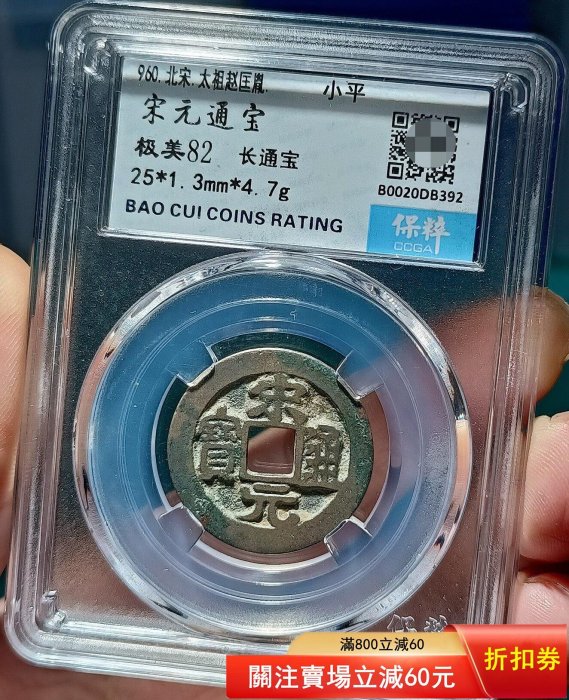 960.北宋.太祖赵匡胤. 小平
宋元通宝
极美82 长通宝
25*1.3mm*4.7g
B0020DB392
BAO CUI COINS RATING
保粹
CCGA
宋元通寳
保粹
滿800立減60
關注賣場立減60元
折扣券